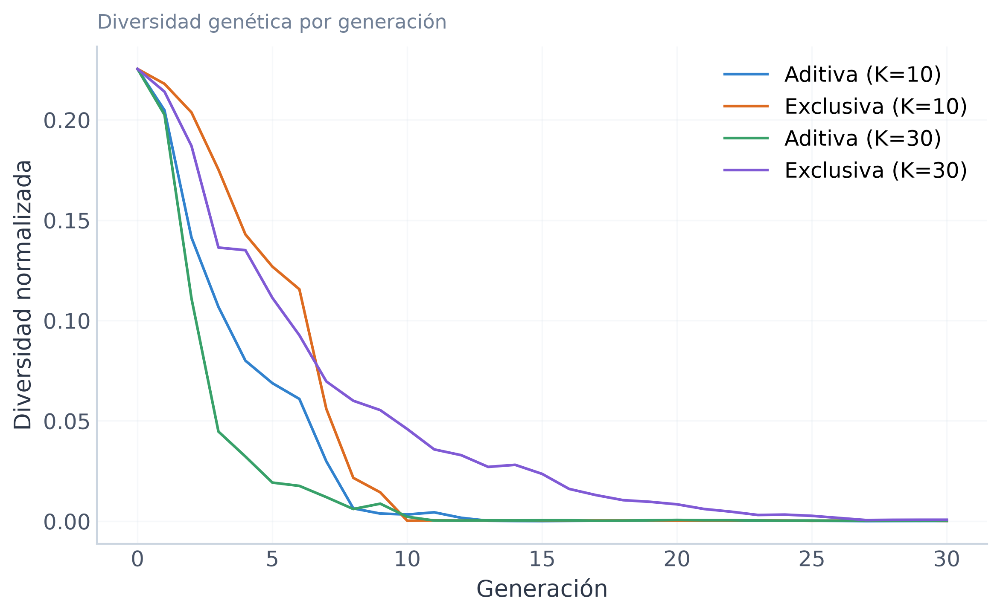 Diversidad genética por generación
Aditiva (K=10)
Exclusiva (K=10)
Aditiva (K=30)
Exclusiva (K=30)
Diversidad normalizada
0.20
0.15
0.10
0.05
0.00
0 5 10 15 20 25 30
Generación